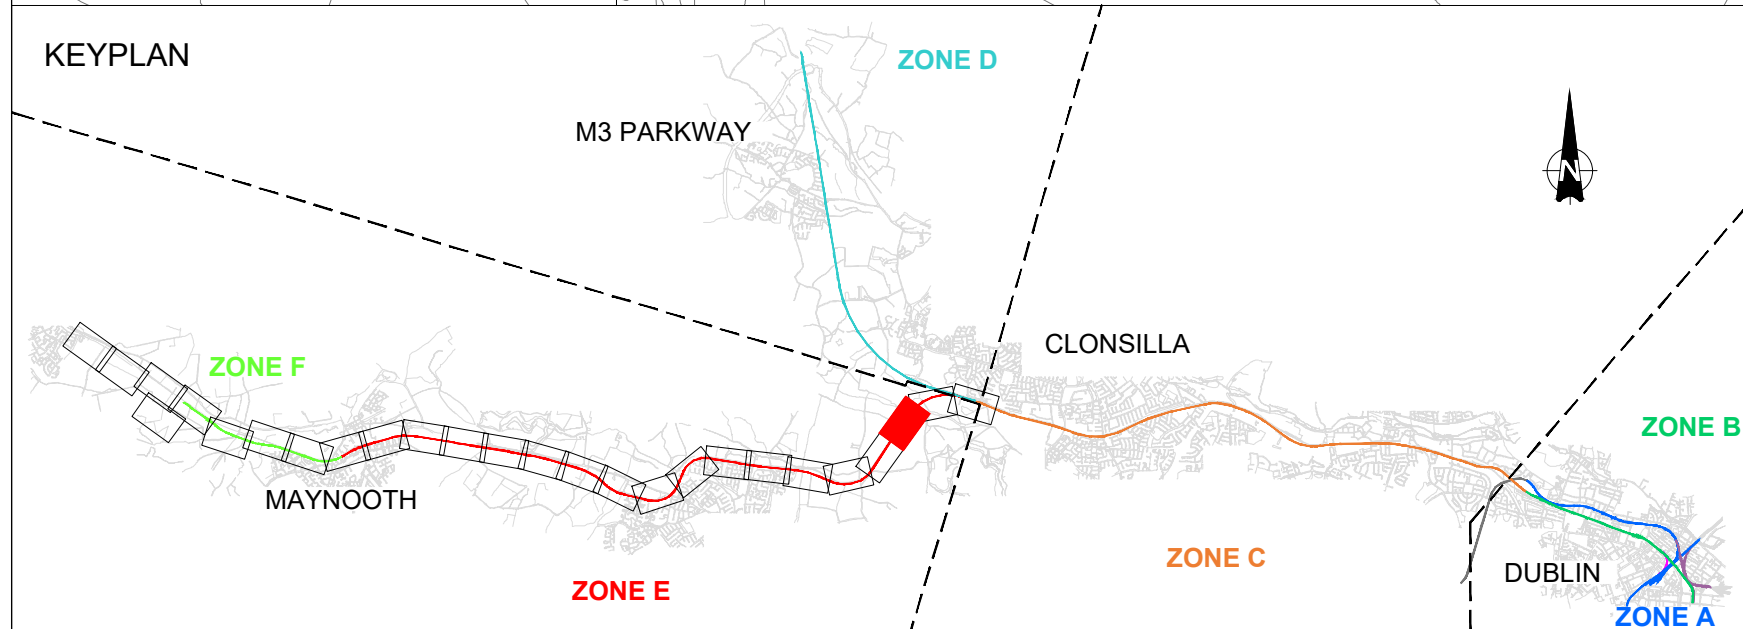 KEYPLAN
ZONE D
M3 PARKWAY
N
CLONSILLA
ZONE F
ZONE B
MAYNOOTH
ZONE C
DUBLIN
ZONE E
ZONE A